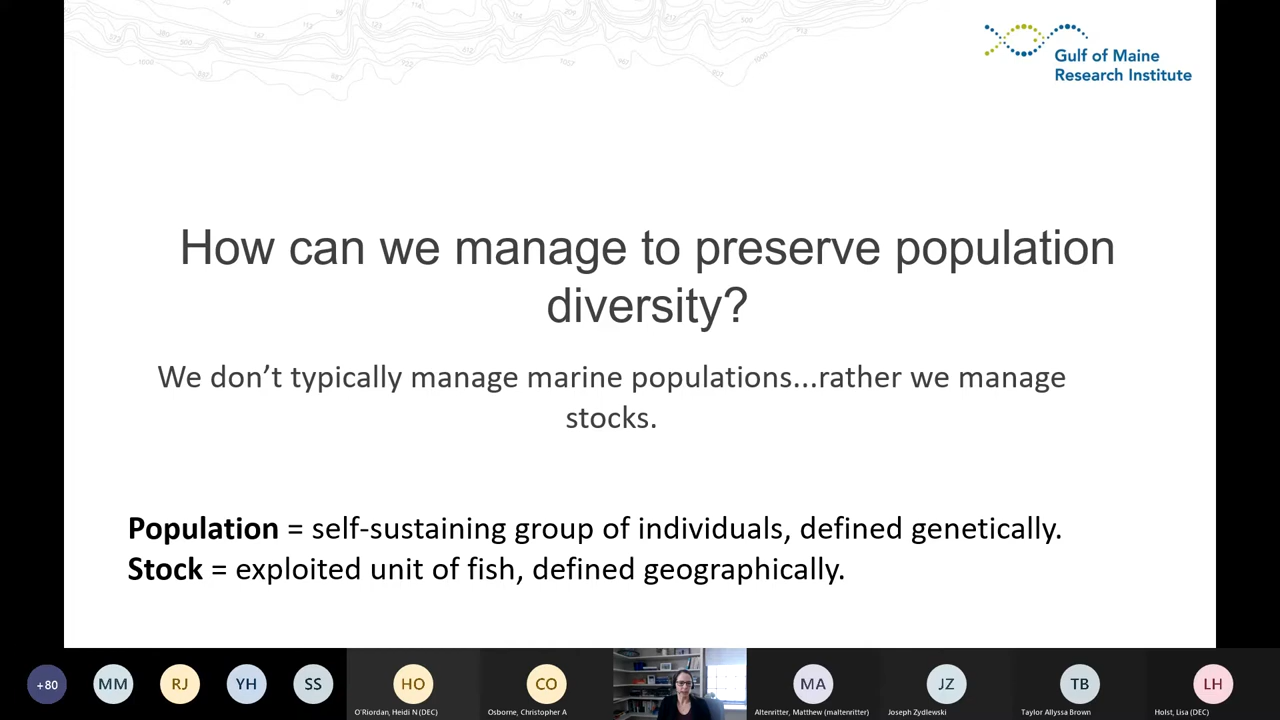 Gulf of Maine
Research Institute
How can we manage to preserve population
diversity?
We don’t typically manage marine populations...rather we manage
stocks.
Population = self-sustaining group of individuals, defined genetically.
Stock = exploited unit of fish, defined geographically.
+80
MM
RJ
YH
SS
HO
CO
MA
JZ
TB
LH
O'Riordan, Heidi N (DEC)
Osborne, Christopher A
Altenritter, Matthew (maltenritter)
Joseph Zydlewski
Taylor Allyssa Brown
Holst, Lisa (DEC)